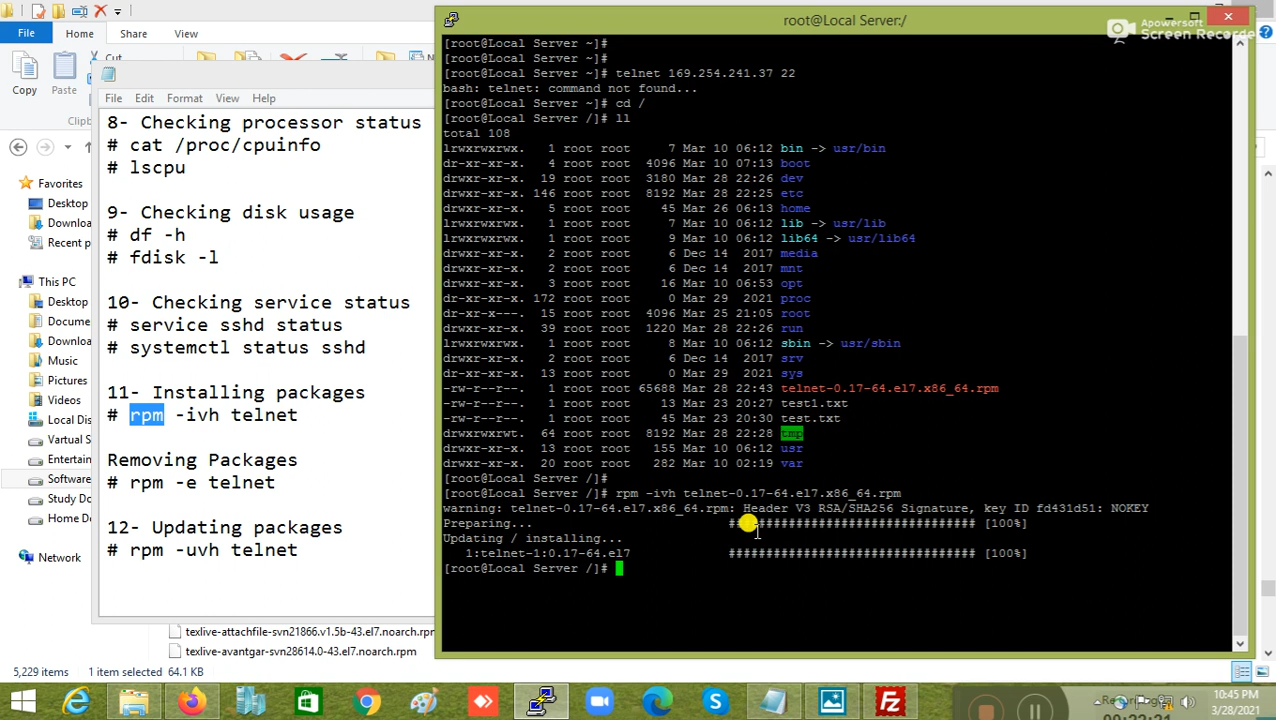 File Home Share View
Copy Paste Cut
Clipb
root@Local Server:/
Apowersoft
Screen Recorder
File Edit Format View Help
8- Checking processor status
# cat /proc/cpuinfo
# lscpu
9- Checking disk usage
# df -h
# fdisk -l
10- Checking service status
# service sshd status
# systemctl status sshd
11- Installing packages
# rpm -ivh telnet
Removing Packages
# rpm -e telnet
12- Updating packages
# rpm -uvh telnet
Favorites
Desktop
Downloa
Recent p
This PC
Desktop
Docume
Downloa
Music
Pictures
Videos
Local Dis
Virtual S
Entertain
Software
Study Do
Home D
Network
[root@Local Server ~]#
[root@Local Server ~]#
[root@Local Server ~]# telnet 169.254.241.37 22
bash: telnet: command not found...
[root@Local Server ~]# cd /
[root@Local Server /]# ll
total 108
lrwxrwxrwx. 1 root root 7 Mar 10 06:12 bin -> usr/bin
dr-xr-xr-x. 4 root root 4096 Mar 10 07:13 boot
drwxr-xr-x. 19 root root 3180 Mar 28 22:26 dev
drwxr-xr-x. 146 root root 8192 Mar 28 22:25 etc
drwxr-xr-x. 5 root root 45 Mar 26 06:13 home
lrwxrwxrwx. 1 root root 7 Mar 10 06:12 lib -> usr/lib
lrwxrwxrwx. 1 root root 9 Mar 10 06:12 lib64 -> usr/lib64
drwxr-xr-x. 2 root root 6 Dec 14 2017 media
drwxr-xr-x. 2 root root 6 Dec 14 2017 mnt
drwxr-xr-x. 3 root root 16 Mar 10 06:53 opt
dr-xr-xr-x. 172 root root 0 Mar 29 2021 proc
dr-xr-x---. 15 root root 4096 Mar 25 21:05 root
drwxr-xr-x. 39 root root 1220 Mar 28 22:26 run
lrwxrwxrwx. 1 root root 8 Mar 10 06:12 sbin -> usr/sbin
drwxr-xr-x. 2 root root 6 Dec 14 2017 srv
dr-xr-xr-x. 13 root root 0 Mar 29 2021 sys
-rw-r--r--. 1 root root 65688 Mar 28 22:43 telnet-0.17-64.el7.x86_64.rpm
-rw-r--r--. 1 root root 13 Mar 23 20:27 test1.txt
-rw-r--r--. 1 root root 45 Mar 23 20:30 test.txt
drwxrwxrwt. 64 root root 8192 Mar 28 22:28 tmp
drwxr-xr-x. 13 root root 155 Mar 10 06:12 usr
drwxr-xr-x. 20 root root 282 Mar 10 02:19 var
[root@Local Server /]#
[root@Local Server /]# rpm -ivh telnet-0.17-64.el7.x86_64.rpm
warning: telnet-0.17-64.el7.x86_64.rpm: Header V3 RSA/SHA256 Signature, key ID fd431d51: NOKEY
Preparing... ################################# [100%]
Updating / installing...
1:telnet-1:0.17-64.el7 ################################# [100%]
[root@Local Server /]#
texlive-attachfile-svn21866.v1.5b-43.el7.noarch.rpm
texlive-avantgar-svn28614.0-43.el7.noarch.rpm
5,229 items 1 item selected 64.1 KB
10:45 PM
3/28/2021